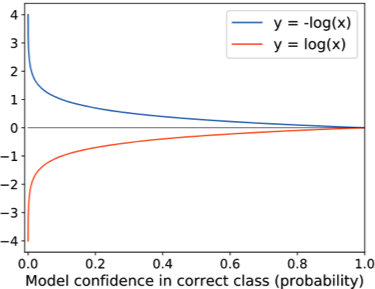 4
3
2
1
0
−1
−2
−3
−4
y = -log(x)
y = log(x)
0.0 0.2 0.4 0.6 0.8 1.0
Model confidence in correct class (probability)